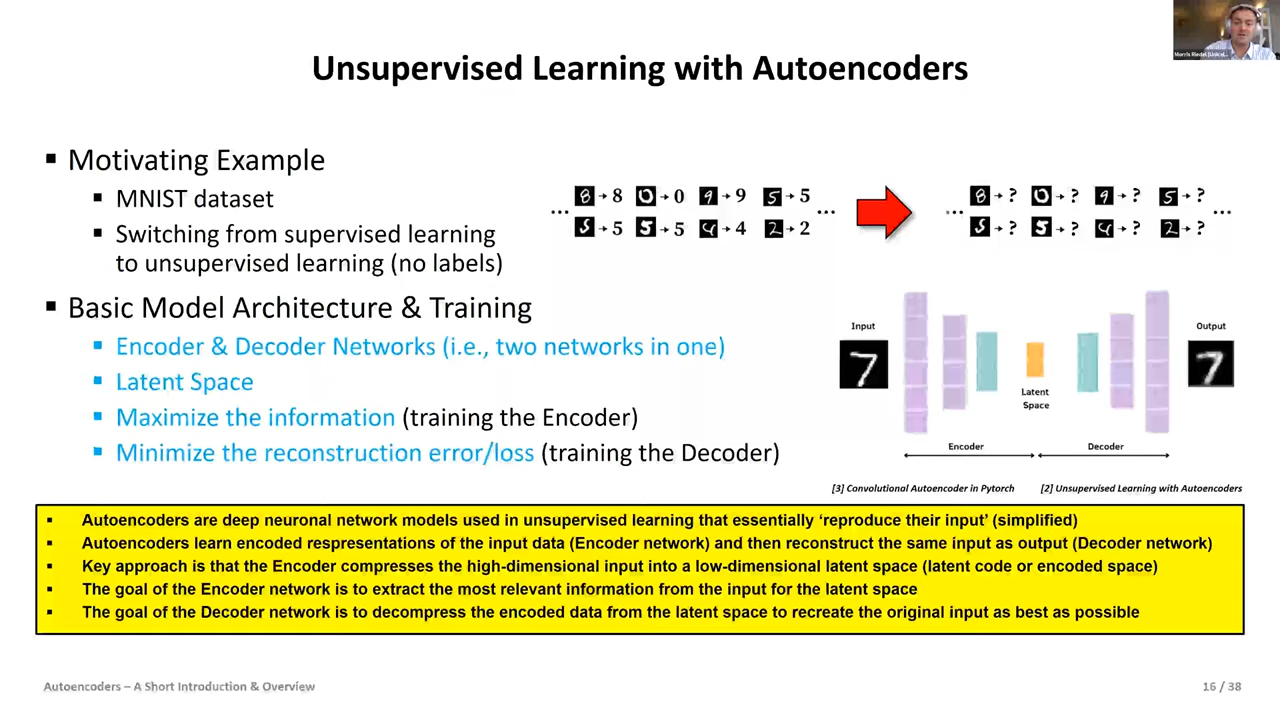 Morris Riedel (Unicel...
Unsupervised Learning with Autoencoders
▪ Motivating Example
▪ MNIST dataset
▪ Switching from supervised learning
to unsupervised learning (no labels)
... 8 → 8 0 → 0 9 → 9 5 → 5 ...
5 → 5 5 → 5 4 → 4 2 → 2
... 8 → ? 0 → ? 9 → ? 5 → ? ...
5 → ? 5 → ? 4 → ? 2 → ?
▪ Basic Model Architecture & Training
▪ Encoder & Decoder Networks (i.e., two networks in one)
▪ Latent Space
▪ Maximize the information (training the Encoder)
▪ Minimize the reconstruction error/loss (training the Decoder)
Input
7
Latent
Space
Output
7
Encoder
Decoder
[3] Convolutional Autoencoder in Pytorch
[2] Unsupervised Learning with Autoencoders
▪ Autoencoders are deep neuronal network models used in unsupervised learning that essentially ‘reproduce their input’ (simplified)
▪ Autoencoders learn encoded respresentations of the input data (Encoder network) and then reconstruct the same input as output (Decoder network)
▪ Key approach is that the Encoder compresses the high-dimensional input into a low-dimensional latent space (latent code or encoded space)
▪ The goal of the Encoder network is to extract the most relevant information from the input for the latent space
▪ The goal of the Decoder network is to decompress the encoded data from the latent space to recreate the original input as best as possible
Autoencoders – A Short Introduction & Overview
16 / 38